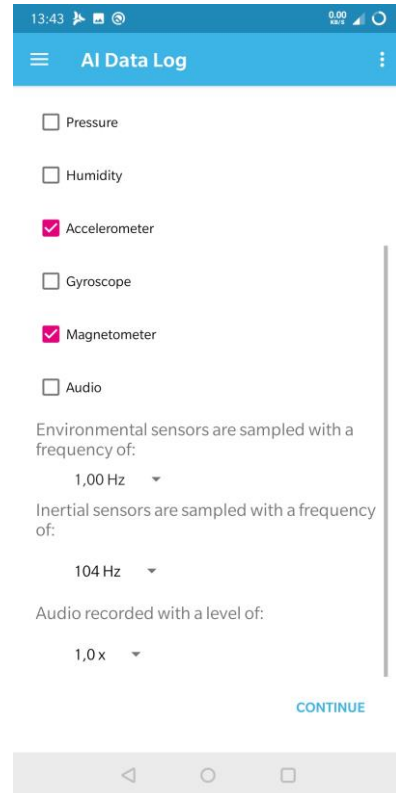 13:43
0.00
KB/S
AI Data Log
Pressure
Humidity
Accelerometer
Gyroscope
Magnetometer
Audio
Environmental sensors are sampled with a
frequency of:
1,00 Hz
Inertial sensors are sampled with a frequency
of:
104 Hz
Audio recorded with a level of:
1,0 x
CONTINUE